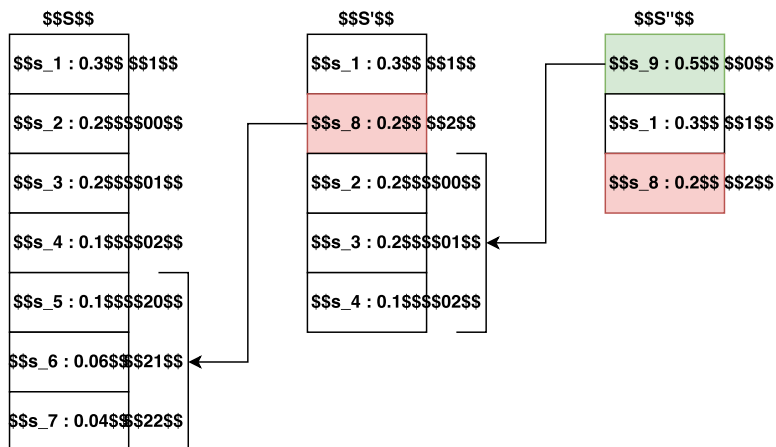 $$S$$
$$s_1 : 0.3$$ $$1$$
$$s_2 : 0.2$$ $$00$$
$$s_3 : 0.2$$ $$01$$
$$s_4 : 0.1$$ $$02$$
$$s_5 : 0.1$$ $$20$$
$$s_6 : 0.06$$ $$21$$
$$s_7 : 0.04$$ $$22$$
$$S'$$
$$s_1 : 0.3$$ $$1$$
$$s_8 : 0.2$$ $$2$$
$$s_2 : 0.2$$ $$00$$
$$s_3 : 0.2$$ $$01$$
$$s_4 : 0.1$$ $$02$$
$$S''$$
$$s_9 : 0.5$$ $$0$$
$$s_1 : 0.3$$ $$1$$
$$s_8 : 0.2$$ $$2$$